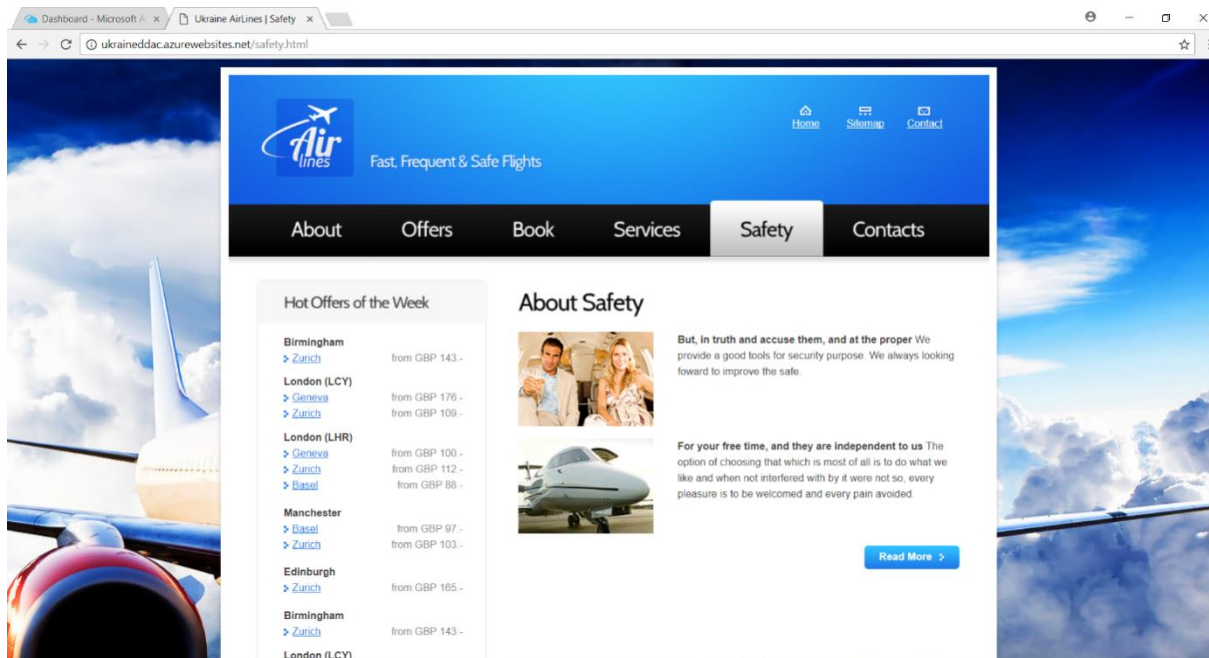 Dashboard - Microsoft A
Ukraine AirLines | Safety
ukraineddac.azurewebsites.net/safety.html
Air
lines
Fast, Frequent & Safe Flights
Home
Sitemap
Contact
About
Offers
Book
Services
Safety
Contacts
Hot Offers of the Week
Birmingham
Zurich from GBP 143.-
London (LCY)
Geneva from GBP 176.-
Zurich from GBP 109.-
London (LHR)
Geneva from GBP 100.-
Zurich from GBP 112.-
Basel from GBP 88.-
Manchester
Basel from GBP 97.-
Zurich from GBP 103.-
Edinburgh
Zurich from GBP 165.-
Birmingham
Zurich from GBP 143.-
London (LCY)
About Safety
But, in truth and accuse them, and at the proper We
provide a good tools for security purpose. We always looking
foward to improve the safe.
For your free time, and they are independent to us The
option of choosing that which is most of all is to do what we
like and when not interfered with by it were not so, every
pleasure is to be welcomed and every pain avoided.
Read More